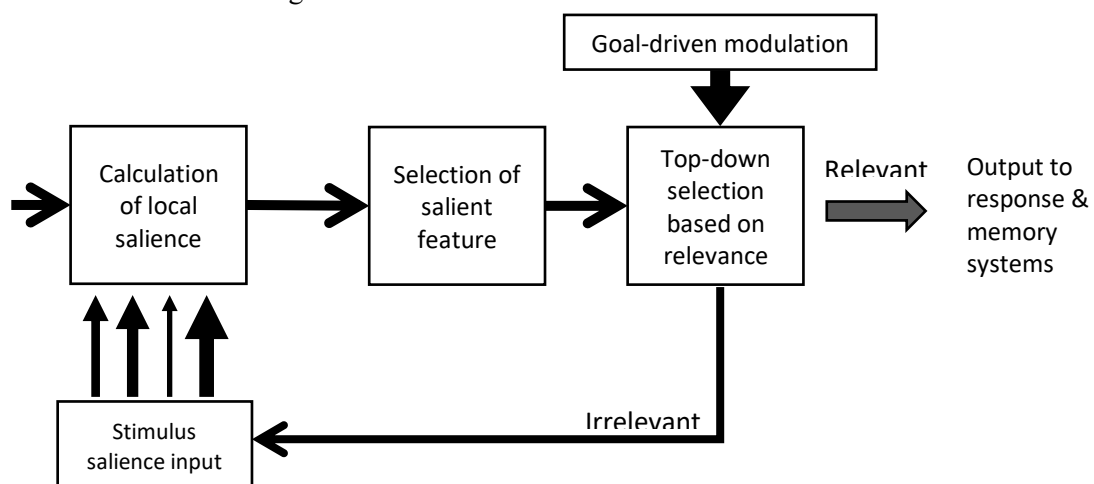 Goal-driven modulation
Calculation
of local
salience
Selection of
salient
feature
Top-down
selection
based on
relevance
Relevant
Output to
response &
memory
systems
Irrelevant
Stimulus
salience input